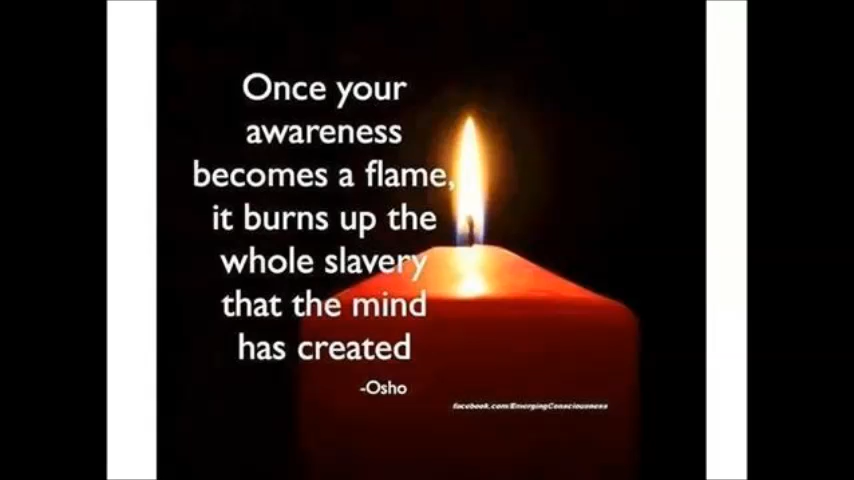 Once your
awareness
becomes a flame,
it burns up the
whole slavery
that the mind
has created
-Osho
facebook.com/EmergingConsciousness